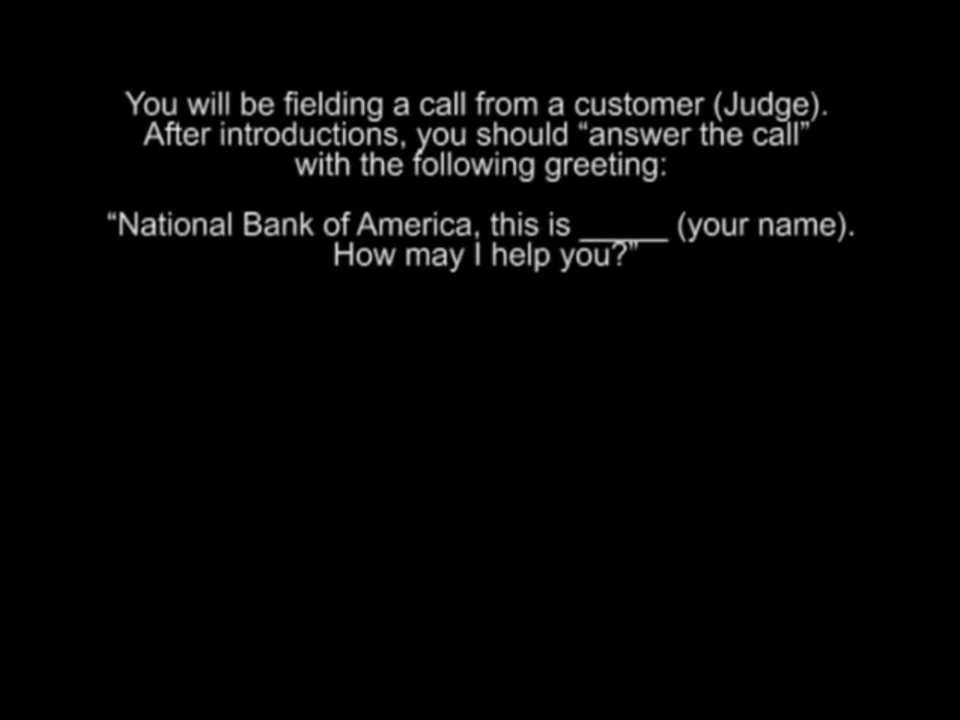 You will be fielding a call from a customer (Judge).
After introductions, you should “answer the call”
with the following greeting:
“National Bank of America, this is _____ (your name).
How may I help you?”